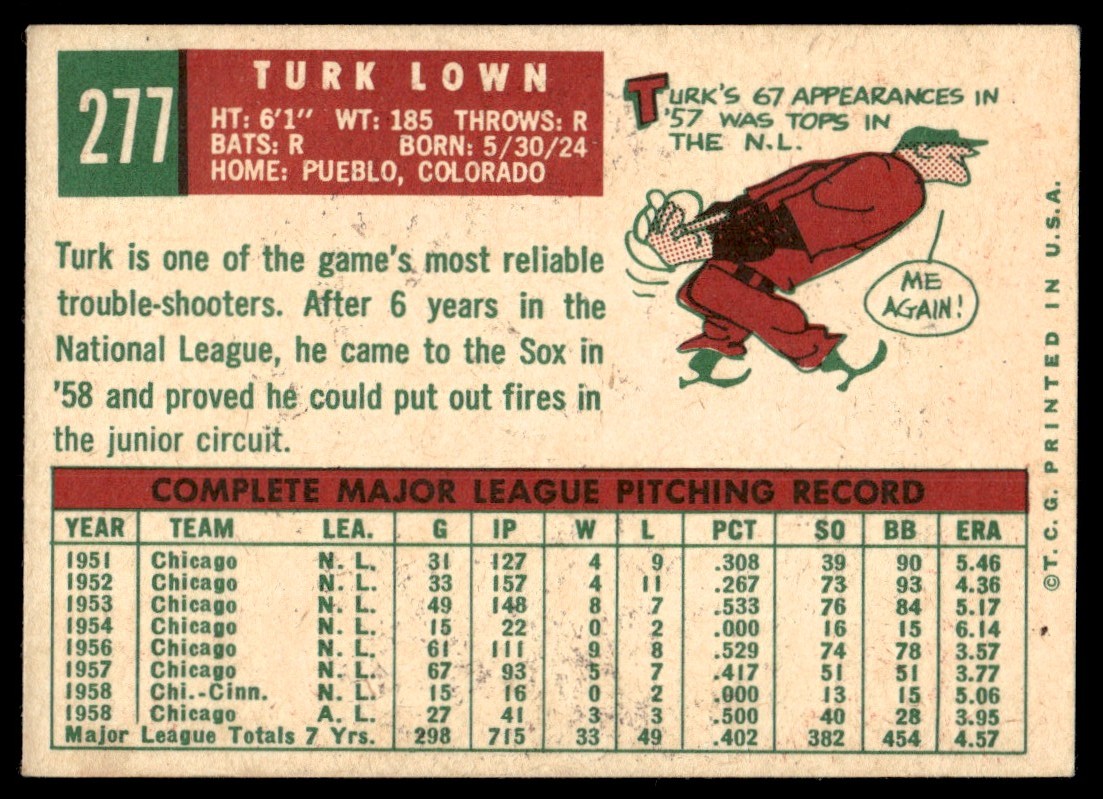 277
TURK LOWN
HT: 6'1" WT: 185 THROWS: R
BATS: R BORN: 5/30/24
HOME: PUEBLO, COLORADO
TURK'S 67 APPEARANCES IN
'57 WAS TOPS IN
THE N.L.
ME
AGAIN!
Turk is one of the game's most reliable
trouble-shooters. After 6 years in the
National League, he came to the Sox in
'58 and proved he could put out fires in
the junior circuit.
COMPLETE MAJOR LEAGUE PITCHING RECORD
YEAR TEAM LEA. G IP W L PCT SO BB ERA
1951 Chicago N. L. 31 127 4 9 .308 39 90 5.46
1952 Chicago N. L. 33 157 4 11 .267 73 93 4.36
1953 Chicago N. L. 49 148 8 7 .533 76 84 5.17
1954 Chicago N. L. 15 22 0 2 .000 16 15 6.14
1956 Chicago N. L. 61 111 9 8 .529 74 78 3.57
1957 Chicago N. L. 67 93 5 7 .417 51 51 3.77
1958 Chi.-Cinn. N. L. 15 16 0 2 .000 13 15 5.06
1958 Chicago A. L. 27 41 3 3 .500 40 28 3.95
Major League Totals 7 Yrs. 298 715 33 49 .402 382 454 4.57
©T. C. G. PRINTED IN U.S.A.